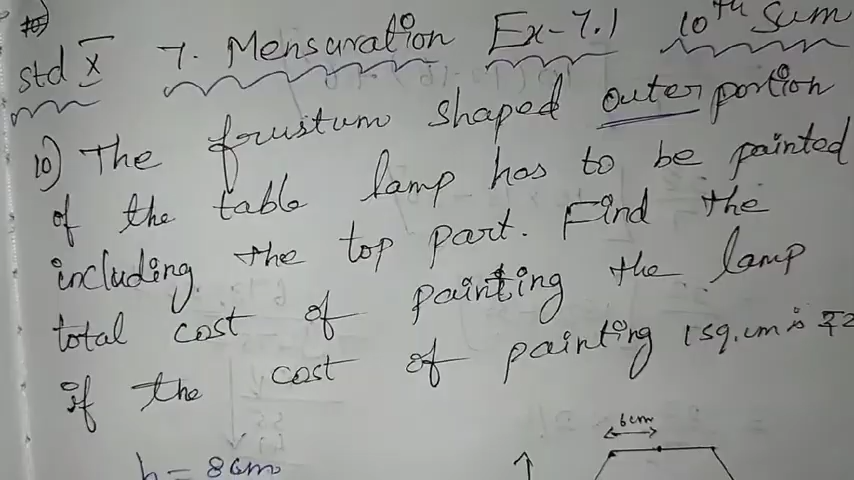 Std X 7. Mensuration Ex-7.1 10th Sum
10) The frustum shaped outer portion
of the table lamp has to be painted
including the top part. Find the
total cost of painting the lamp
if the cost of painting 1 sq.cm is ₹2
6cm
h = 8cm